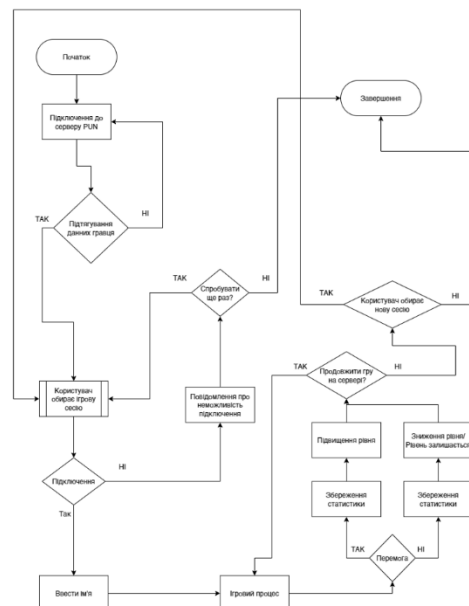 Початок
Завершення
Підключення до
серверу PUN
ТАК
НІ
Підтягування
данних гравця
ТАК
НІ
Спробувати
ще раз?
ТАК
НІ
Користувач обирає
нову сесію
ТАК
НІ
Продовжити гру
на сервері?
Користувач
обирає ігрову
сесію
Повідомлення про
неможливість
підключення
Підвищення рівня
Зниження рівня/
Рівень залишається
Підключення
НІ
Так
Збереження
статистики
Збереження
статистики
ТАК
Перемога
НІ
Ввести Ім'я
Ігровий процес